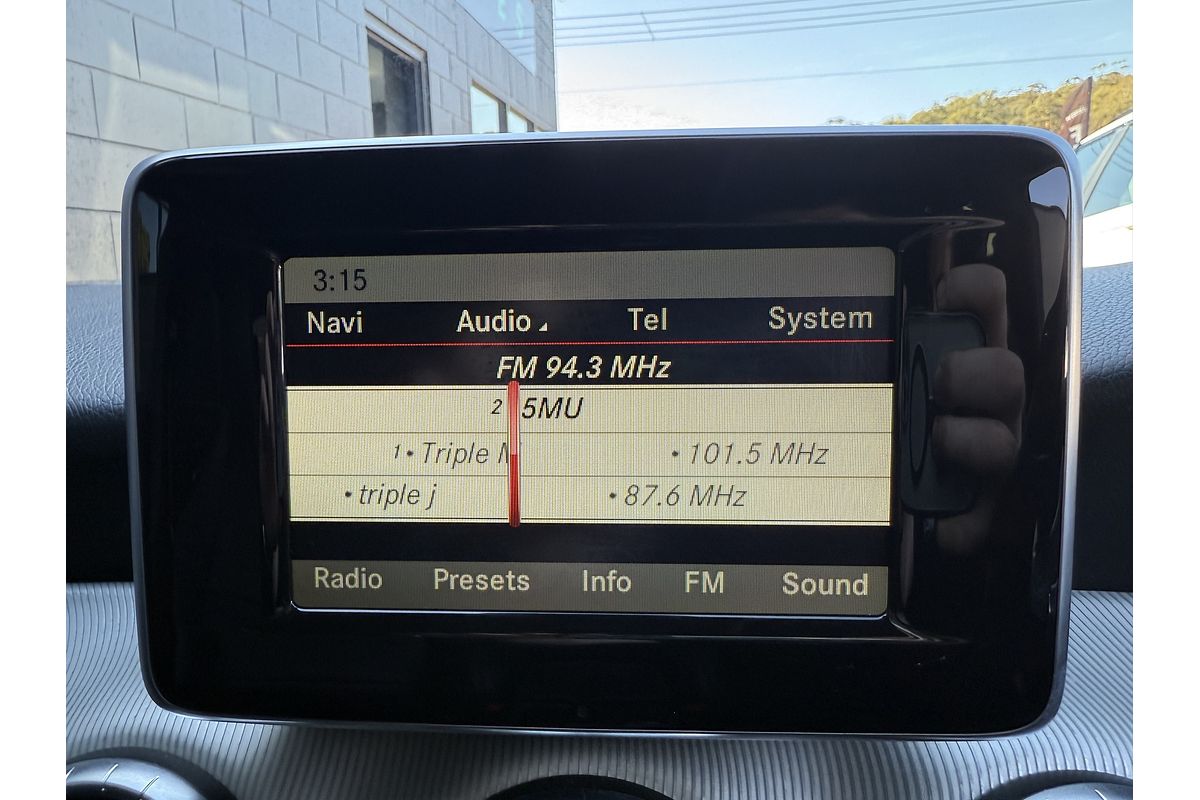 3:15
Navi Audio Tel System
FM 94.3 MHz
2 5MU
1 • Triple M • 101.5 MHz
• triple j • 87.6 MHz
Radio Presets Info FM Sound